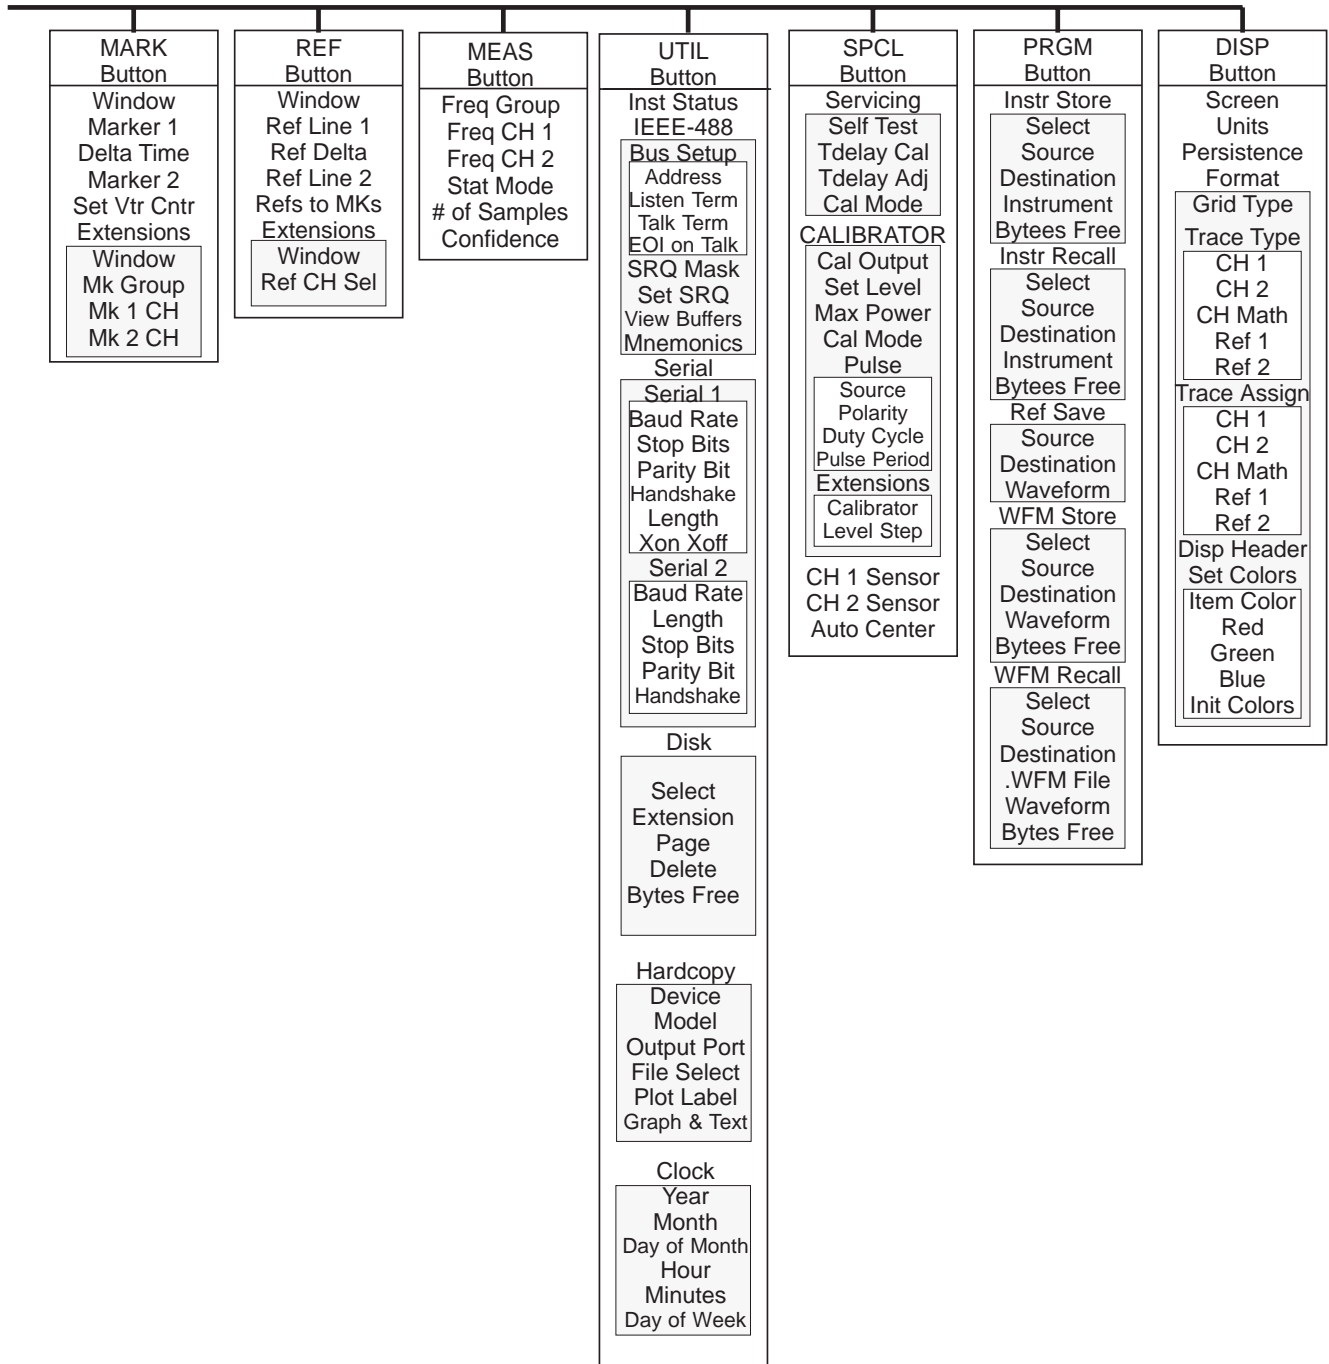 MARK
Button
Window
Marker 1
Delta Time
Marker 2
Set Vtr Cntr
Extensions
Window
Mk Group
Mk 1 CH
Mk 2 CH
REF
Button
Window
Ref Line 1
Ref Delta
Ref Line 2
Refs to MKs
Extensions
Window
Ref CH Sel
MEAS
Button
Freq Group
Freq CH 1
Freq CH 2
Stat Mode
# of Samples
Confidence
UTIL
Button
Inst Status
IEEE-488
Bus Setup
Address
Listen Term
Talk Term
EOI on Talk
SRQ Mask
Set SRQ
View Buffers
Mnemonics
Serial
Serial 1
Baud Rate
Stop Bits
Parity Bit
Handshake
Length
Xon Xoff
Serial 2
Baud Rate
Length
Stop Bits
Parity Bit
Handshake
Disk
Select
Extension
Page
Delete
Bytes Free
Hardcopy
Device
Model
Output Port
File Select
Plot Label
Graph & Text
Clock
Year
Month
Day of Month
Hour
Minutes
Day of Week
SPCL
Button
Servicing
Self Test
Tdelay Cal
Tdelay Adj
Cal Mode
CALIBRATOR
Cal Output
Set Level
Max Power
Cal Mode
Pulse
Source
Polarity
Duty Cycle
Pulse Period
Extensions
Calibrator
Level Step
CH 1 Sensor
CH 2 Sensor
Auto Center
PRGM
Button
Instr Store
Select
Source
Destination
Instrument
Bytees Free
Instr Recall
Select
Source
Destination
Instrument
Bytees Free
Ref Save
Source
Destination
Waveform
WFM Store
Select
Source
Destination
Waveform
Bytees Free
WFM Recall
Select
Source
Destination
.WFM File
Waveform
Bytes Free
DISP
Button
Screen
Units
Persistence
Format
Grid Type
Trace Type
CH 1
CH 2
CH Math
Ref 1
Ref 2
Trace Assign
CH 1
CH 2
CH Math
Ref 1
Ref 2
Disp Header
Set Colors
Item Color
Red
Green
Blue
Init Colors